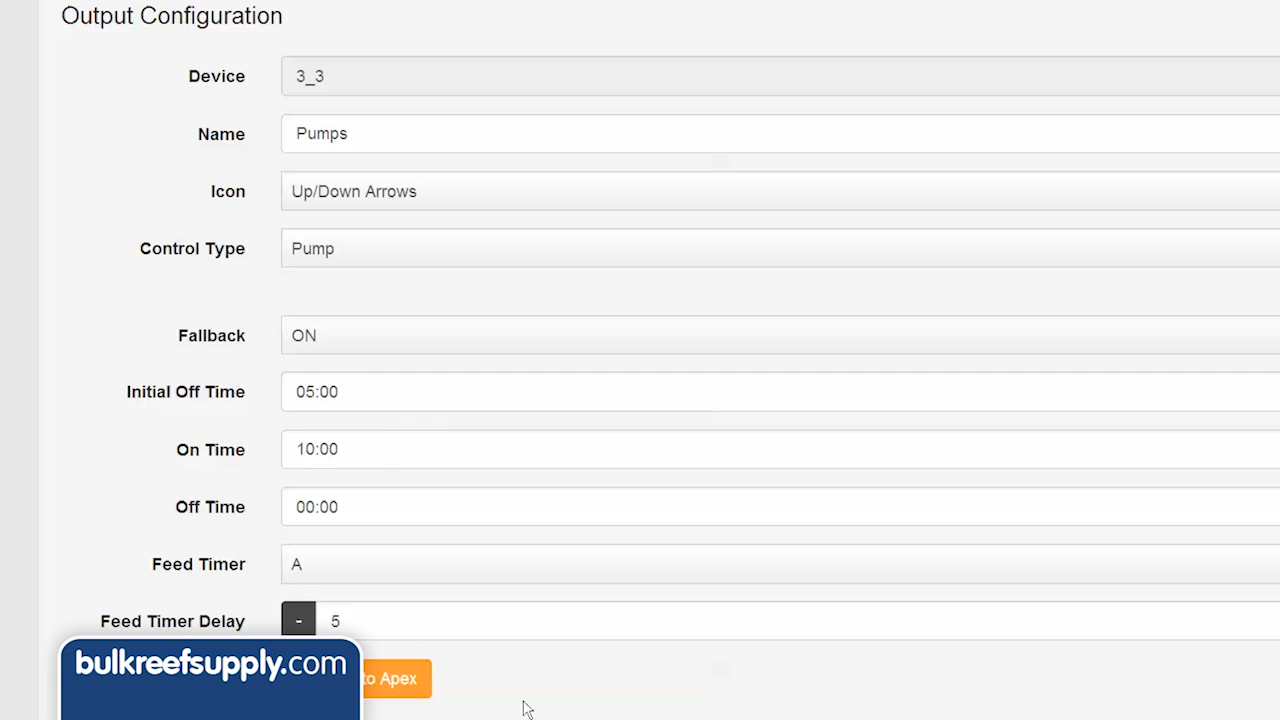 Output Configuration
Device 3_3
Name Pumps
Icon Up/Down Arrows
Control Type Pump
Fallback ON
Initial Off Time 05:00
On Time 10:00
Off Time 00:00
Feed Timer A
Feed Timer Delay - 5
to Apex
bulkreefsupply.com